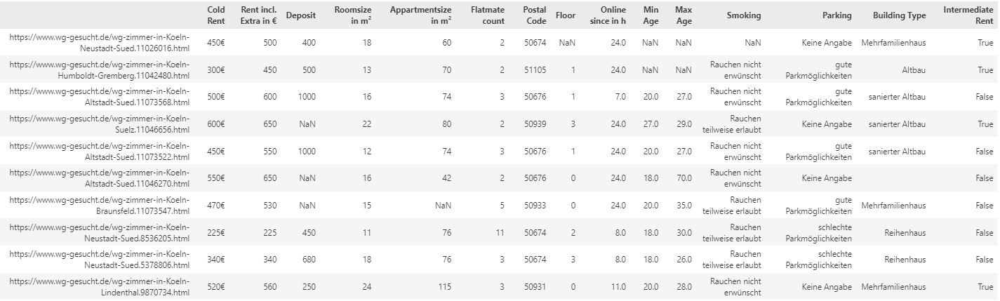 Cold Rent | Rent incl. Extra in € | Deposit | Roomsize in m² | Appartmentsize in m² | Flatmate count | Postal Code | Floor | Online since in h | Min Age | Max Age | Smoking | Parking | Building Type | Intermediate Rent
https://www.wg-gesucht.de/wg-zimmer-in-Koeln-Neustadt-Sued.11026016.html | 450€ | 500 | 400 | 18 | 60 | 2 | 50674 | NaN | 24.0 | NaN | NaN | NaN | Keine Angabe | Mehrfamilienhaus | True
https://www.wg-gesucht.de/wg-zimmer-in-Koeln-Humboldt-Gremberg.11042480.html | 300€ | 450 | 500 | 13 | 70 | 2 | 51105 | 1 | 24.0 | NaN | NaN | Rauchen nicht erwünscht | gute Parkmöglichkeiten | Altbau | True
https://www.wg-gesucht.de/wg-zimmer-in-Koeln-Altstadt-Sued.11073568.html | 500€ | 600 | 1000 | 16 | 74 | 3 | 50676 | 1 | 7.0 | 20.0 | 27.0 | Rauchen nicht erwünscht | gute Parkmöglichkeiten | sanierter Altbau | False
https://www.wg-gesucht.de/wg-zimmer-in-Koeln-Suelz.11046656.html | 600€ | 650 | NaN | 22 | 80 | 2 | 50939 | 3 | 24.0 | 27.0 | 29.0 | Rauchen teilweise erlaubt | Keine Angabe | sanierter Altbau | True
https://www.wg-gesucht.de/wg-zimmer-in-Koeln-Altstadt-Sued.11073522.html | 450€ | 550 | 1000 | 12 | 74 | 3 | 50676 | 1 | 24.0 | 20.0 | 27.0 | Rauchen nicht erwünscht | gute Parkmöglichkeiten | sanierter Altbau | False
https://www.wg-gesucht.de/wg-zimmer-in-Koeln-Altstadt-Sued.11046270.html | 550€ | 650 | NaN | 16 | 42 | 2 | 50676 | 0 | 24.0 | 18.0 | 70.0 | Rauchen nicht erwünscht | Keine Angabe | | False
https://www.wg-gesucht.de/wg-zimmer-in-Koeln-Braunsfeld.11073547.html | 470€ | 530 | NaN | 15 | NaN | 5 | 50933 | 0 | 24.0 | 20.0 | 35.0 | Rauchen teilweise erlaubt | gute Parkmöglichkeiten | Mehrfamilienhaus | False
https://www.wg-gesucht.de/wg-zimmer-in-Koeln-Neustadt-Sued.8536205.html | 225€ | 225 | 450 | 11 | 76 | 11 | 50674 | 2 | 8.0 | 18.0 | 30.0 | Rauchen teilweise erlaubt | schlechte Parkmöglichkeiten | Reihenhaus | False
https://www.wg-gesucht.de/wg-zimmer-in-Koeln-Neustadt-Sued.5378806.html | 340€ | 340 | 680 | 18 | 76 | 3 | 50674 | 3 | 8.0 | 18.0 | 26.0 | Rauchen teilweise erlaubt | schlechte Parkmöglichkeiten | Reihenhaus | False
https://www.wg-gesucht.de/wg-zimmer-in-Koeln-Lindenthal.9870734.html | 520€ | 560 | 250 | 24 | 115 | 3 | 50931 | 0 | 11.0 | 20.0 | 28.0 | Rauchen nicht erwünscht | Keine Angabe | Mehrfamilienhaus | True